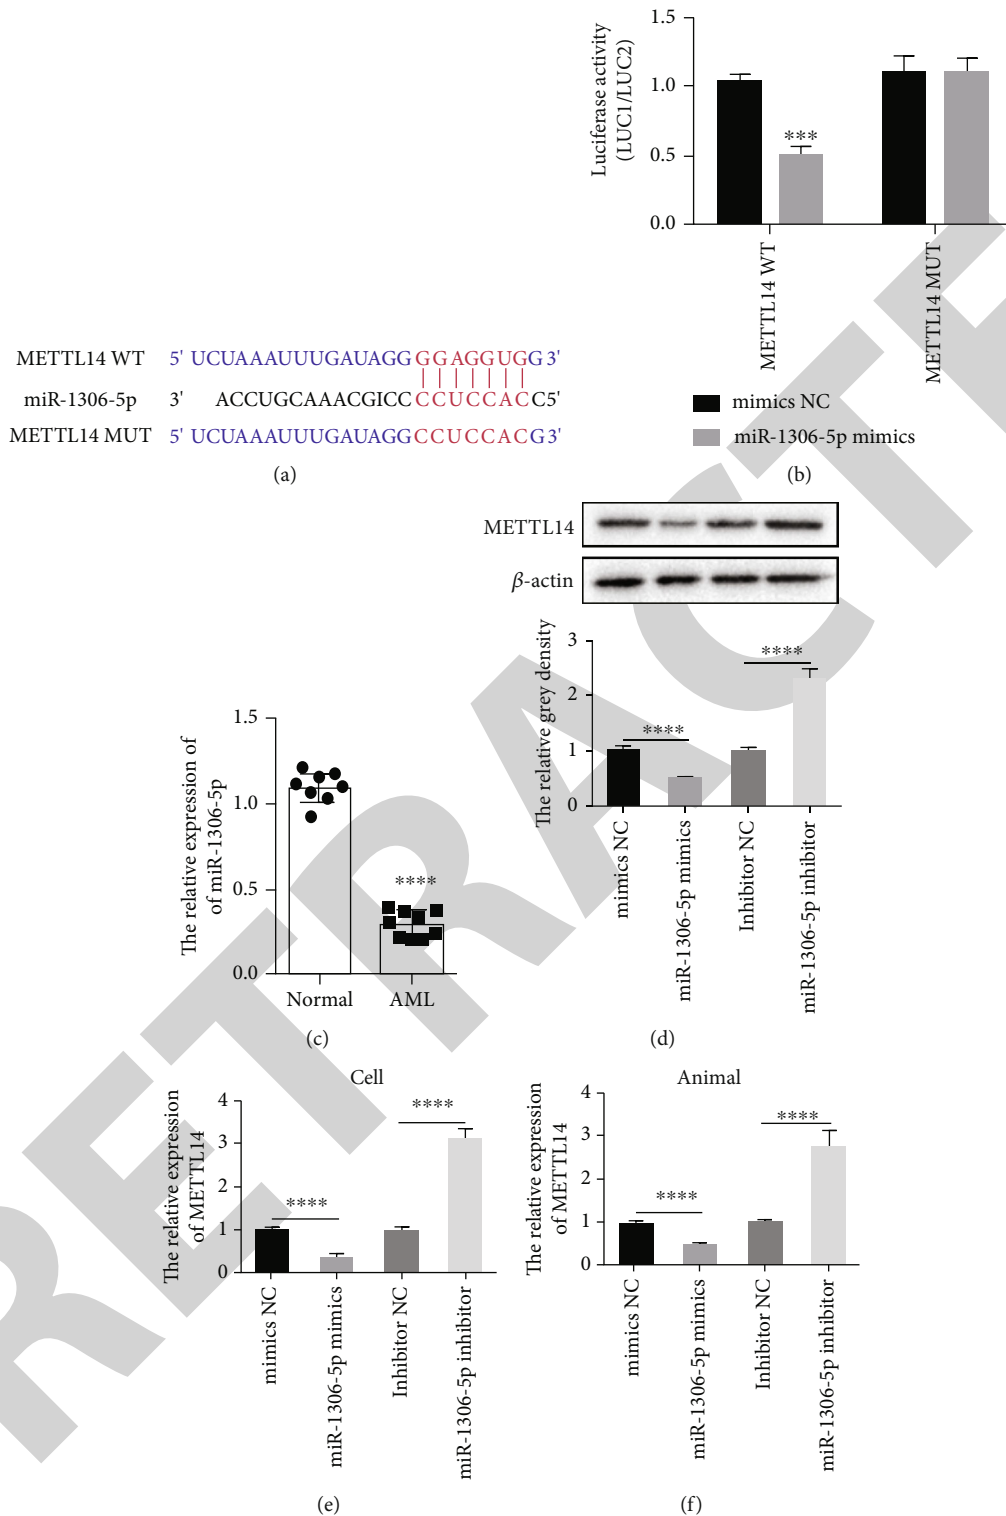 METTL14 WT 5' UCUAAAUUUGAUAGG GGAGGUGG 3'
miR-1306-5p 3' ACCUGCAAACGICC CCUCCAC C5'
METTL14 MUT 5' UCUAAAUUUGAUAGGCCUCCACG 3'
(a)
Luciferase activity
(LUC1/LUC2)
1.5
1.0
0.5
0.0
***
METTL14 WT
METTL14 MUT
mimics NC
miR-1306-5p mimics
(b)
The relative expression of
of miR-1306-5p
1.5
1.0
0.5
0.0
****
Normal
AML
(c)
METTL14
β-actin
The relative grey density
3
2
1
0
****
****
mimics NC
miR-1306-5p mimics
Inhibitor NC
miR-1306-5p inhibitor
(d)
Cell
The relative expression
of METTL14
4
3
2
1
0
****
****
mimics NC
miR-1306-5p mimics
Inhibitor NC
miR-1306-5p inhibitor
(e)
Animal
The relative expression
of METTL14
4
3
2
1
0
****
****
mimics NC
miR-1306-5p mimics
Inhibitor NC
miR-1306-5p inhibitor
(f)
RETRACTE